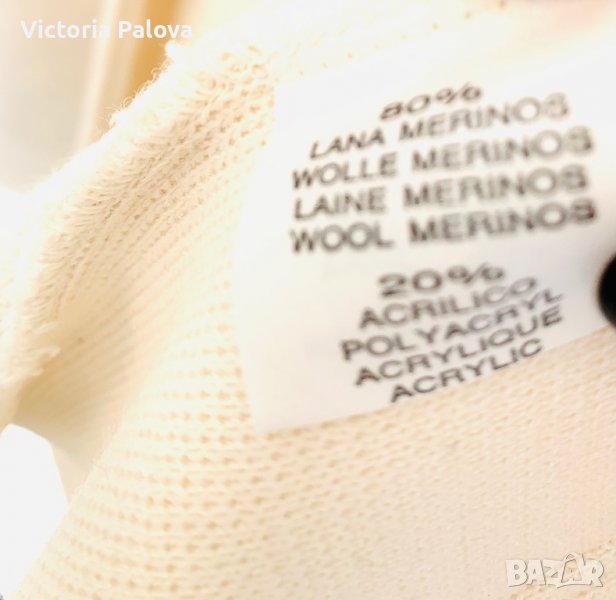 Victoria Palova
80%
LANA MERINOS
WOLLE MERINOS
LAINE MERINOS
WOOL MERINOS
20%
ACRILICO
POLYACRYL
ACRYLIQUE
ACRYLIC
BAZAR